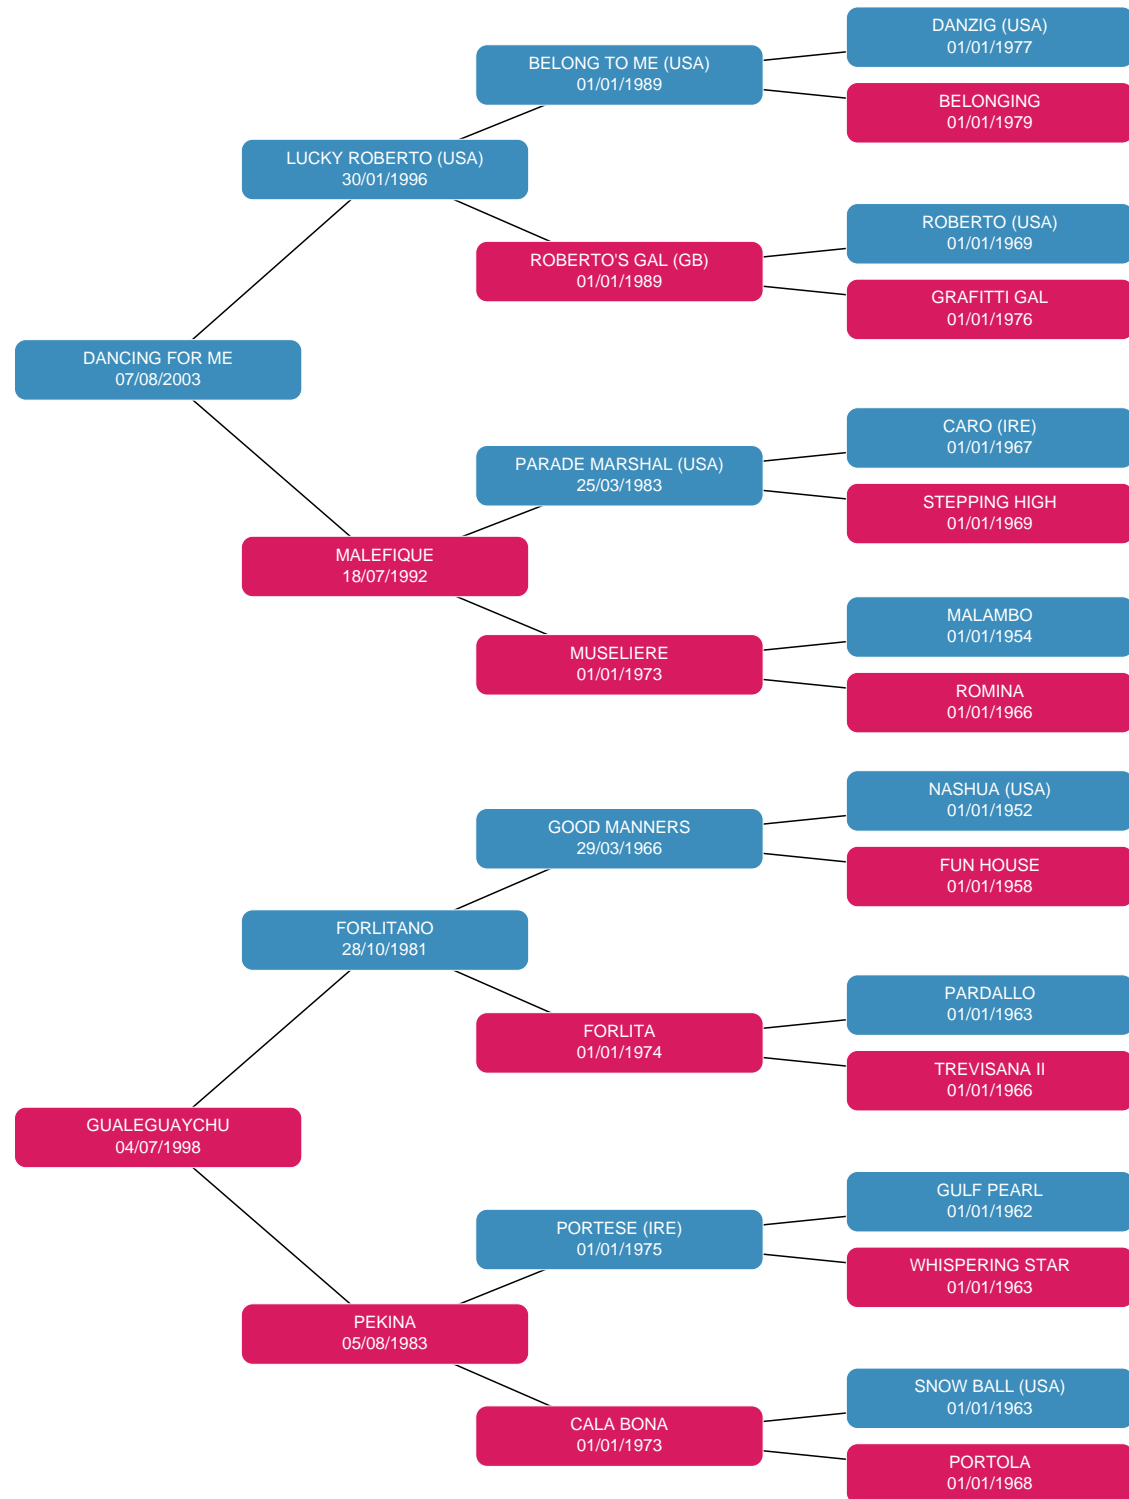 DANZIG (USA)
01/01/1977
BELONG TO ME (USA)
01/01/1989
BELONGING
01/01/1979
LUCKY ROBERTO (USA)
30/01/1996
ROBERTO (USA)
01/01/1969
ROBERTO'S GAL (GB)
01/01/1989
GRAFITTI GAL
01/01/1976
DANCING FOR ME
07/08/2003
CARO (IRE)
01/01/1967
PARADE MARSHAL (USA)
25/03/1983
STEPPING HIGH
01/01/1969
MALEFIQUE
18/07/1992
MALAMBO
01/01/1954
MUSELIERE
01/01/1973
ROMINA
01/01/1966
NASHUA (USA)
01/01/1952
GOOD MANNERS
29/03/1966
FUN HOUSE
01/01/1958
FORLITANO
28/10/1981
PARDALLO
01/01/1963
FORLITA
01/01/1974
TREVISANA II
01/01/1966
GUALEGUAYCHU
04/07/1998
GULF PEARL
01/01/1962
PORTESE (IRE)
01/01/1975
WHISPERING STAR
01/01/1963
PEKINA
05/08/1983
SNOW BALL (USA)
01/01/1963
CALA BONA
01/01/1973
PORTOLA
01/01/1968